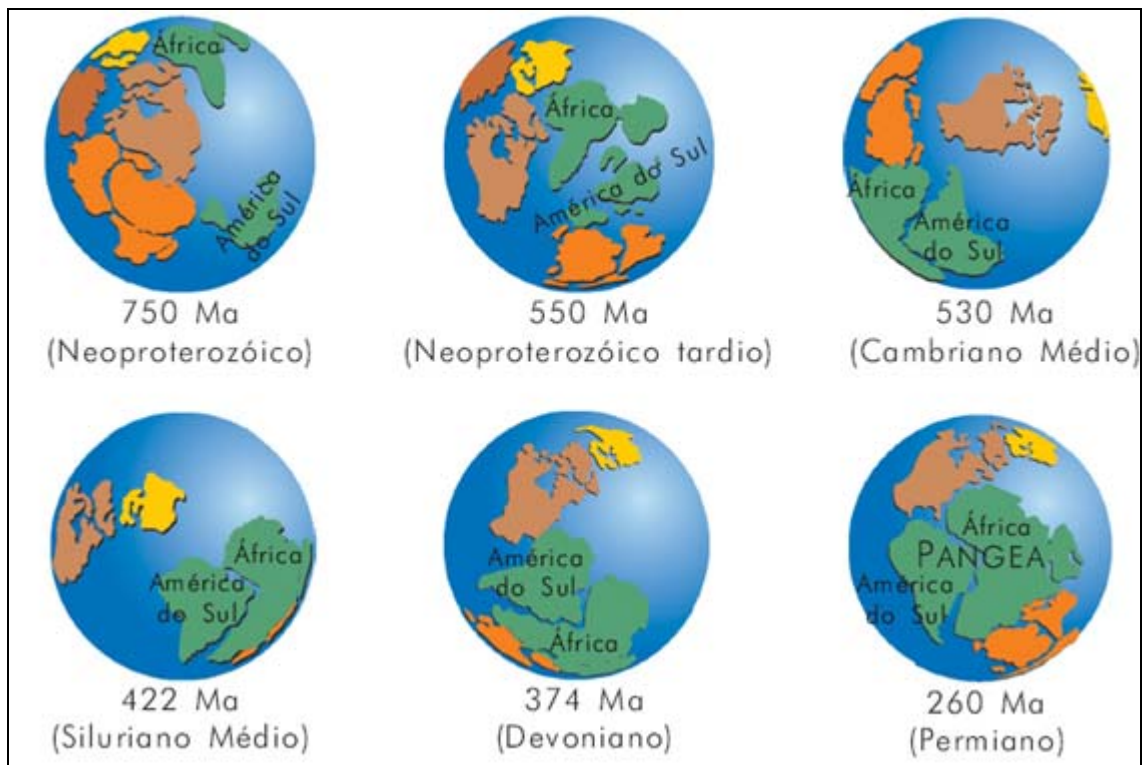 África
América
do Sul
750 Ma
(Neoproterozóico)
África
América do Sul
550 Ma
(Neoproterozóico tardio)
África
América
do Sul
530 Ma
(Cambriano Médio)
África
América
do Sul
422 Ma
(Siluriano Médio)
América
do Sul
África
374 Ma
(Devoniano)
África
PANGEA
América
do Sul
260 Ma
(Permiano)